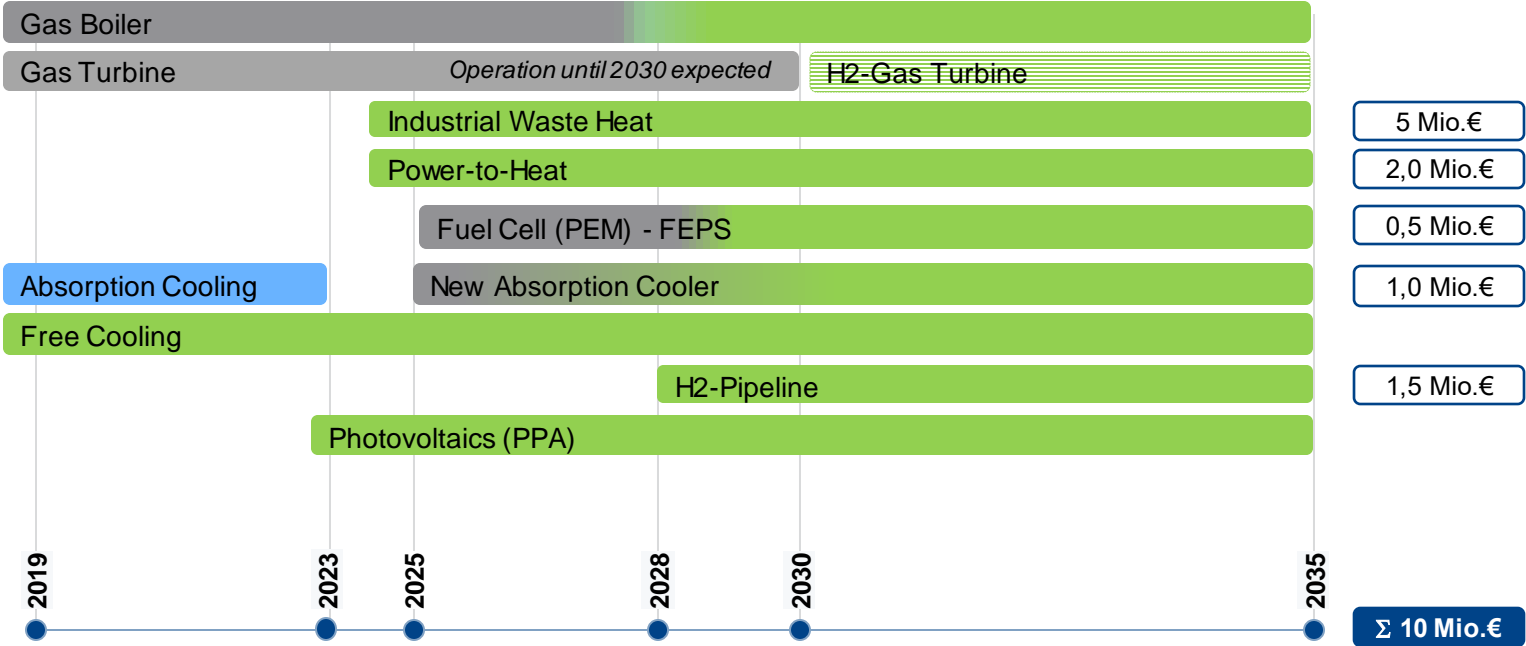 Gas Boiler
Gas Turbine
Operation until 2030 expected
H2-Gas Turbine
Industrial Waste Heat
5 Mio.€
Power-to-Heat
2,0 Mio.€
Fuel Cell (PEM) - FEPS
0,5 Mio.€
Absorption Cooling
New Absorption Cooler
1,0 Mio.€
Free Cooling
H2-Pipeline
1,5 Mio.€
Photovoltaics (PPA)
2019
2023
2025
2028
2030
2035
Σ 10 Mio.€